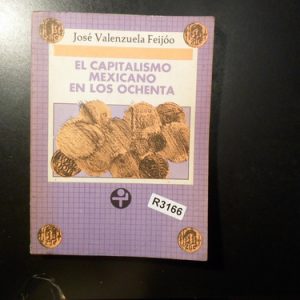 José Valenzuela Feijóo
EL CAPITALISMO
MEXICANO
EN LOS OCHENTA
R3166